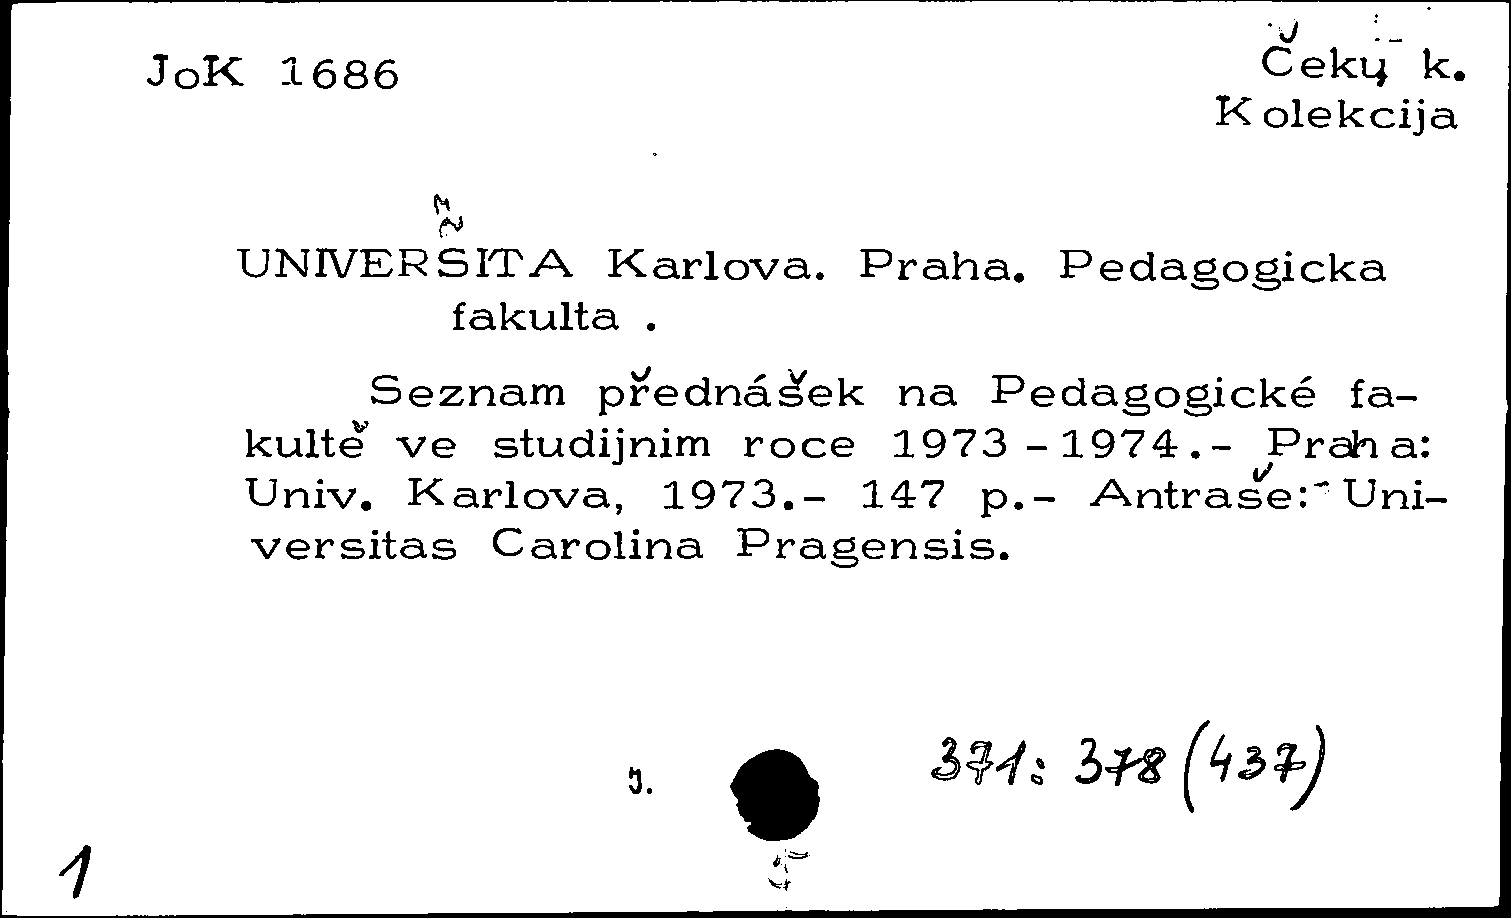 JoK 1686
Čekų k.
Kolekcija
UNIVERSITA Karlova. Praha. Pedagogicka
fakulta .
Seznam přednášek na Pedagogické fa-
kultě ve studijnim roce 1973-1974.- Praha:
Univ. Karlova, 1973.- 147 p.- Antraše: Uni-
versitas Carolina Pragensis.
371: 378 (437)
J.
1